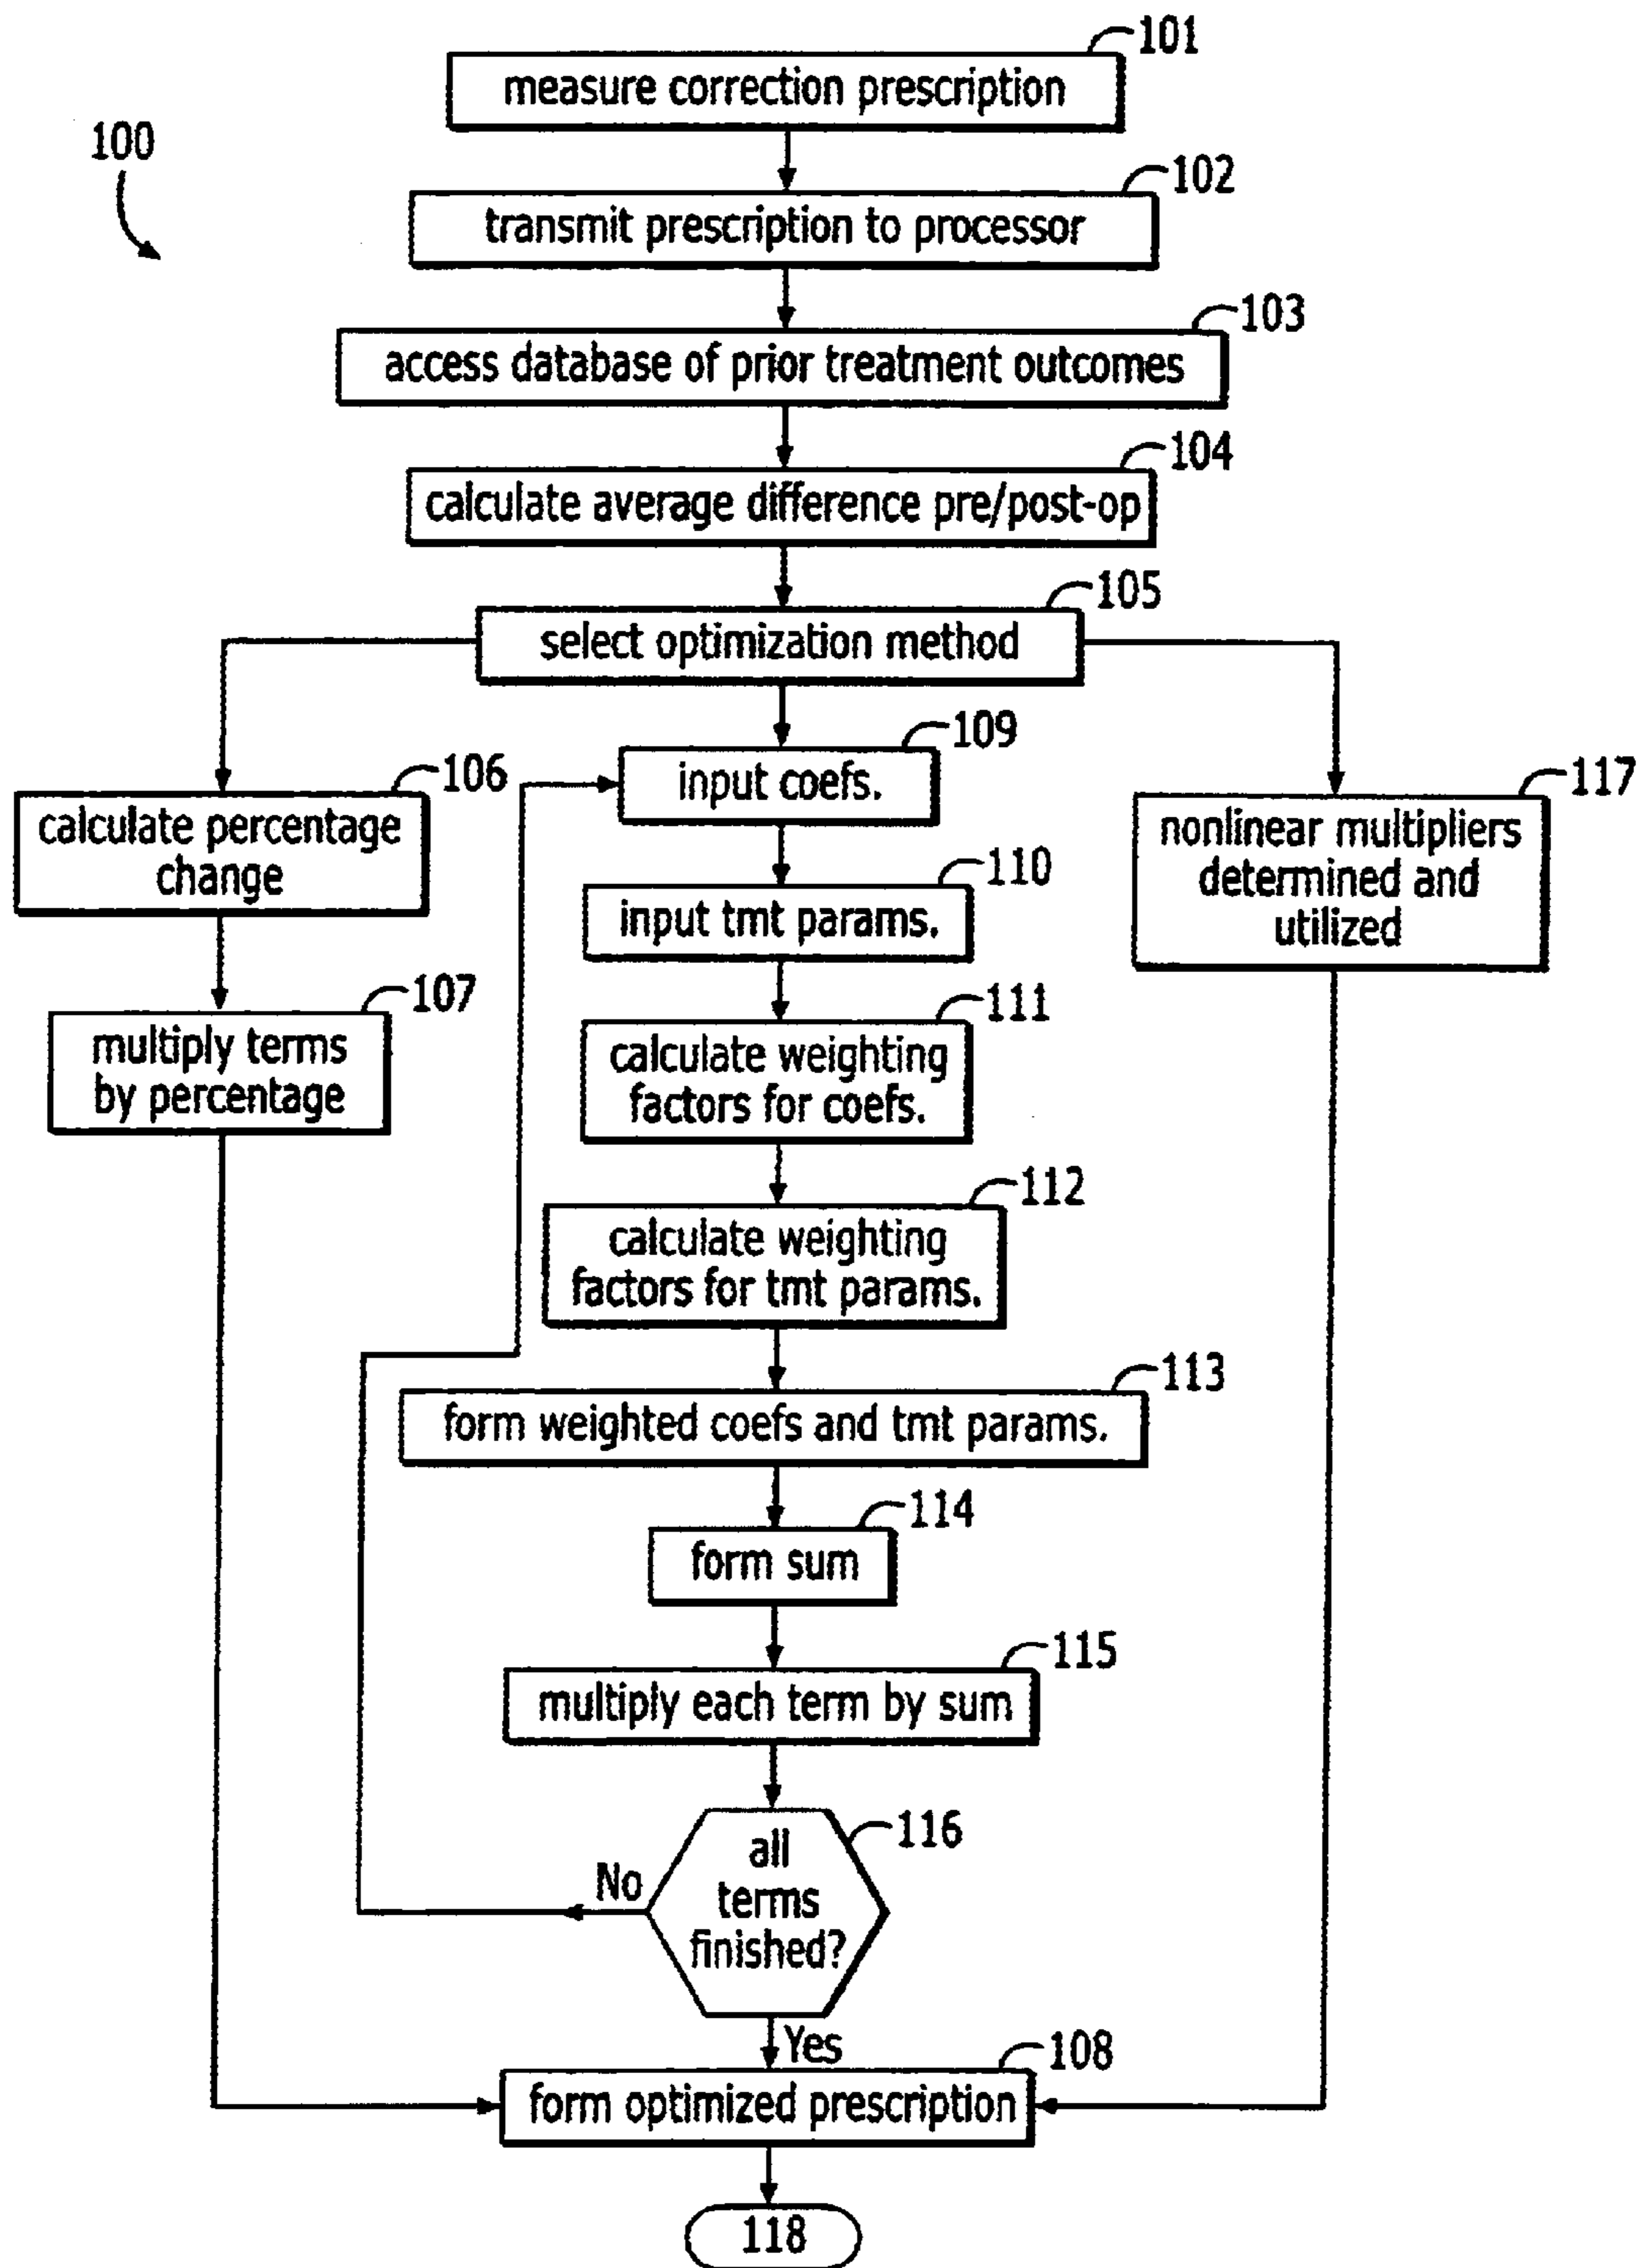 101
measure correction prescription
100
102
transmit prescription to processor
103
access database of prior treatment outcomes
104
calculate average difference pre/post-op
105
select optimization method
109
input coefs.
106
calculate percentage
change
117
nonlinear multipliers
determined and
utilized
110
input tmt params.
107
multiply terms
by percentage
111
calculate weighting
factors for coefs.
112
calculate weighting
factors for tmt params.
113
form weighted coefs and tmt params.
114
form sum
115
multiply each term by sum
116
all
terms
finished?
No
Yes
108
form optimized prescription
118